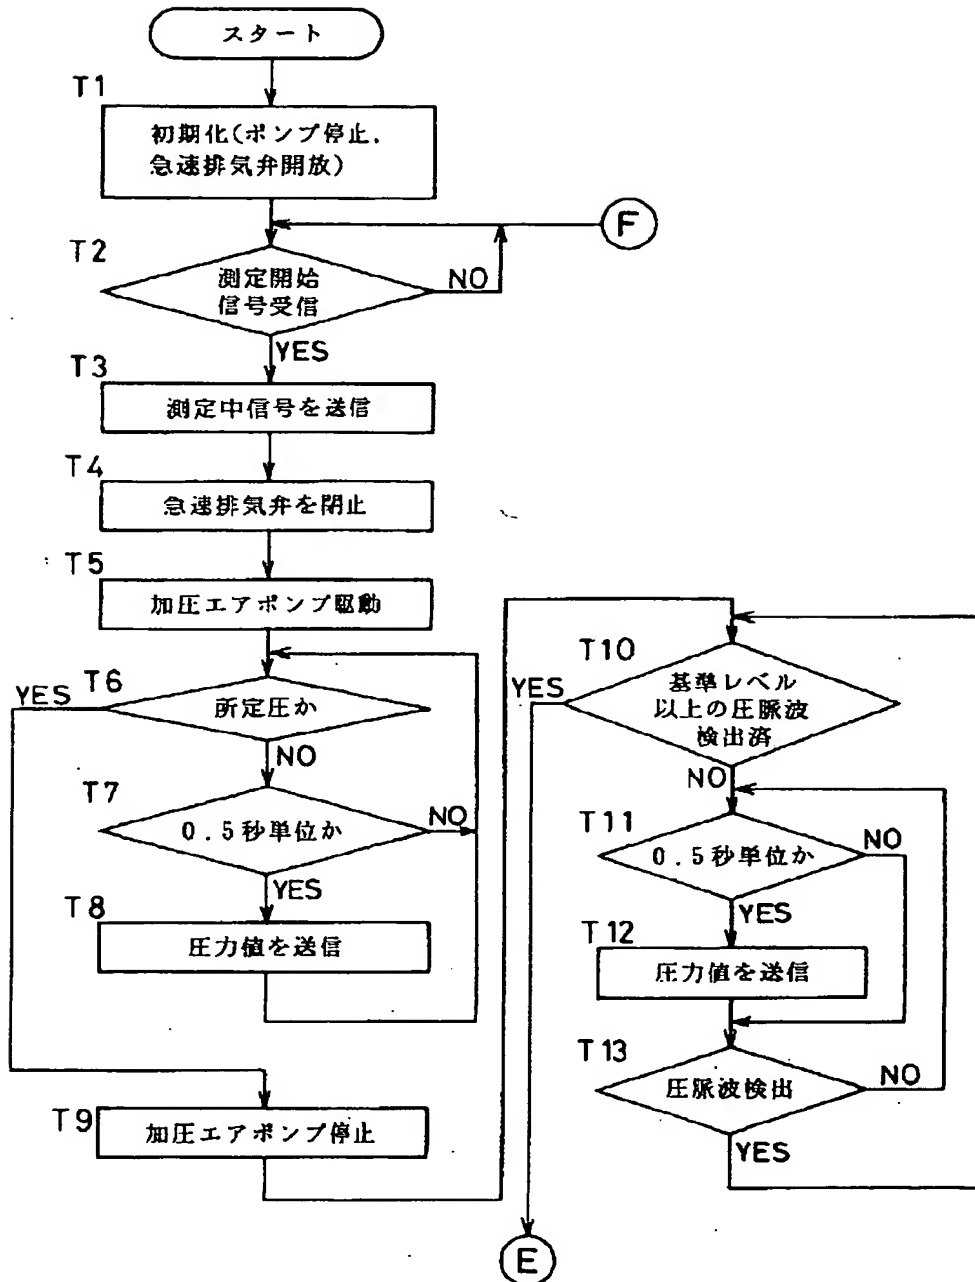 スタート
T1
初期化(ポンプ停止,
急速排気弁開放)
F
T2
測定開始
信号受信
NO
YES
T3
測定中信号を送信
T4
急速排気弁を閉止
T5
加圧エアポンプ駆動
T6
YES
所定圧か
NO
T7
0.5秒単位か
NO
YES
T8
圧力値を送信
T9
加圧エアポンプ停止
T10
YES
基準レベル
以上の圧脈波
検出済
NO
T11
0.5秒単位か
NO
YES
T12
圧力値を送信
T13
圧脈波検出
NO
YES
E